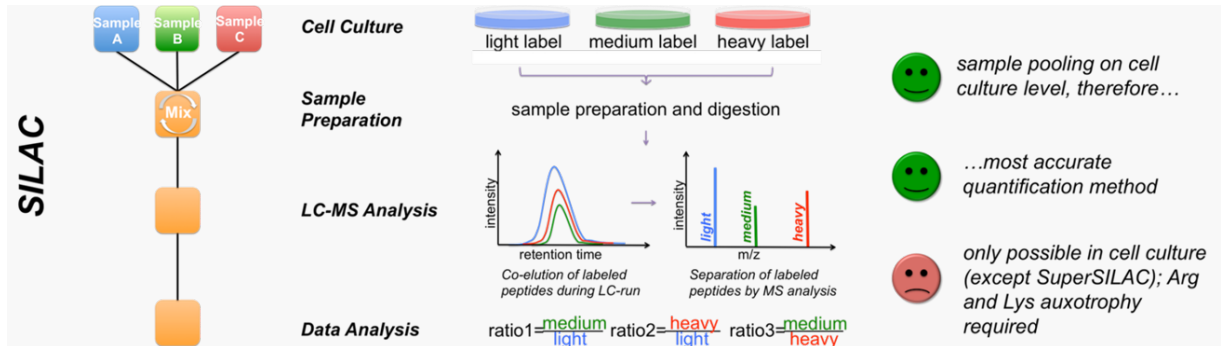 SILAC
Sample A
Sample B
Sample C
Mix
Cell Culture
Sample
Preparation
LC-MS Analysis
Data Analysis
light label
medium label
heavy label
sample preparation and digestion
intensity
retention time
Co-elution of labeled
peptides during LC-run
intensity
light
medium
heavy
m/z
Separation of labeled
peptides by MS analysis
ratio1=medium/light ratio2=heavy/light ratio3=medium/heavy
sample pooling on cell
culture level, therefore…
…most accurate
quantification method
only possible in cell culture
(except SuperSILAC); Arg
and Lys auxotrophy
required